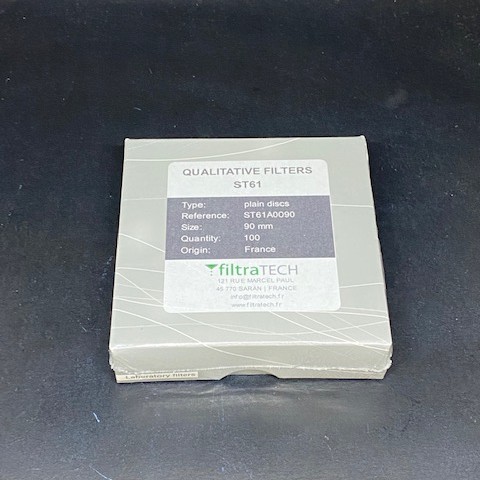 QUALITATIVE FILTERS
ST61
Type: plain discs
Reference: ST61A0090
Size: 90 mm
Quantity: 100
Origin: France
filtraTECH
121 RUE MARCEL PAUL
45 770 SARAN | FRANCE
info@filtratech.fr
www.filtratech.fr
Laboratory filters